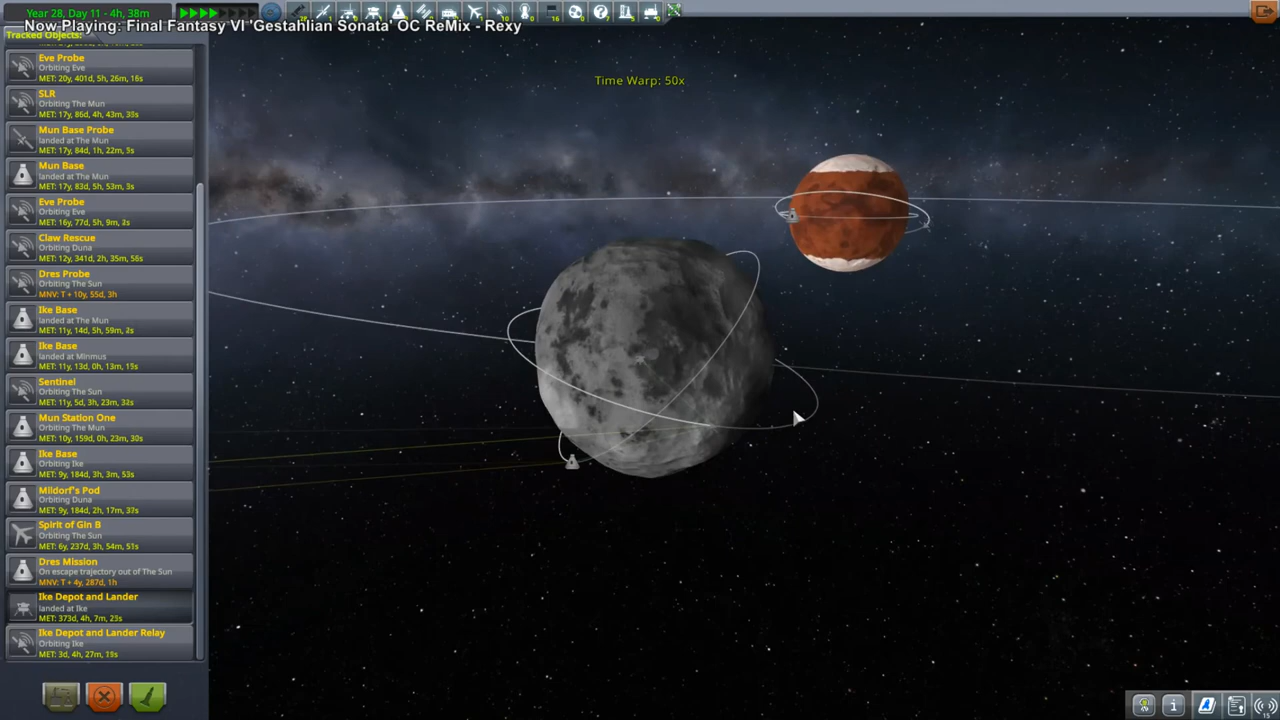 Year 28, Day 11 - 4h, 38m
Now Playing: Final Fantasy VI 'Gestahlian Sonata' OC ReMix - Rexy
Tracked Objects:
Time Warp: 50x
Eve Probe
Orbiting Eve
MET: 20y, 401d, 5h, 26m, 16s
SLR
Orbiting The Mun
MET: 17y, 86d, 4h, 43m, 38s
Mun Base Probe
landed at The Mun
MET: 17y, 84d, 1h, 22m, 5s
Mun Base
landed at The Mun
MET: 17y, 83d, 5h, 53m, 3s
Eve Probe
Orbiting Eve
MET: 16y, 77d, 5h, 9m, 2s
Claw Rescue
Orbiting Duna
MET: 12y, 341d, 2h, 35m, 56s
Dres Probe
Orbiting The Sun
MNV: T + 10y, 55d, 3h
Ike Base
landed at The Mun
MET: 11y, 14d, 5h, 59m, 2s
Ike Base
landed at Minmus
MET: 11y, 13d, 0h, 13m, 15s
Sentinel
Orbiting The Sun
MET: 11y, 5d, 3h, 23m, 32s
Mun Station One
Orbiting The Mun
MET: 10y, 159d, 0h, 23m, 30s
Ike Base
Orbiting Ike
MET: 9y, 184d, 3h, 3m, 53s
Mildorf's Pod
Orbiting Duna
MET: 9y, 184d, 2h, 17m, 37s
Spirit of Gin B
Orbiting The Sun
MET: 6y, 237d, 3h, 54m, 51s
Dres Mission
On escape trajectory out of The Sun
MNV: T + 4y, 287d, 1h
Ike Depot and Lander
landed at Ike
MET: 373d, 4h, 7m, 23s
Ike Depot and Lander Relay
Orbiting Ike
MET: 3d, 4h, 27m, 19s